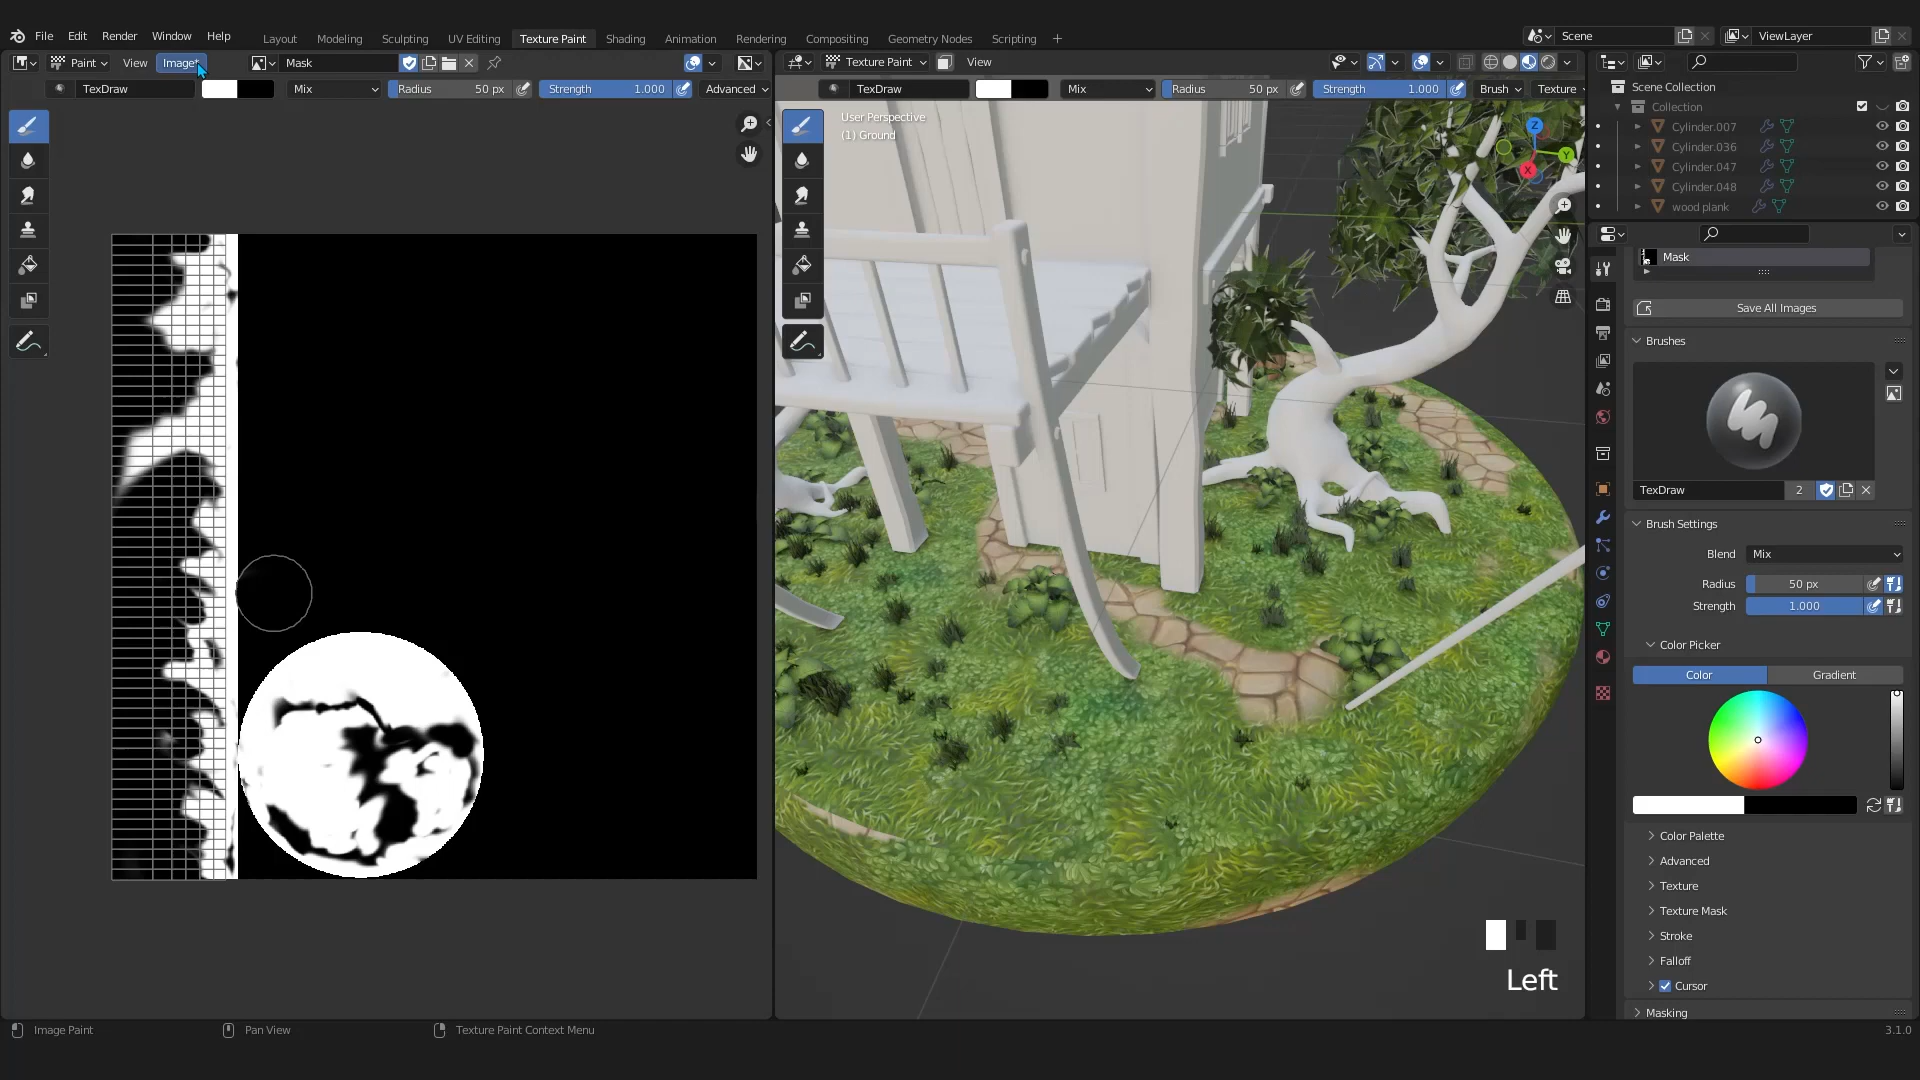 File Edit Render Window Help Layout Modeling Sculpting UV Editing Texture Paint Shading Animation Rendering Compositing Geometry Nodes Scripting + Scene ViewLayer
Paint View Image* Mask Texture Paint View
TexDraw Mix Radius 50 px Strength 1.000 Advanced TexDraw Mix Radius 50 px Strength 1.000 Brush Texture
User Perspective
(1) Ground
Z
Y
X
Scene Collection
Collection
Cylinder.007
Cylinder.036
Cylinder.047
Cylinder.048
wood plank
Mask
Save All Images
Brushes
TexDraw 2
Brush Settings
Blend Mix
Radius 50 px
Strength 1.000
Color Picker
Color Gradient
Color Palette
Advanced
Texture
Texture Mask
Stroke
Falloff
Cursor
Masking
Left
Image Paint Pan View Texture Paint Context Menu 3.1.0